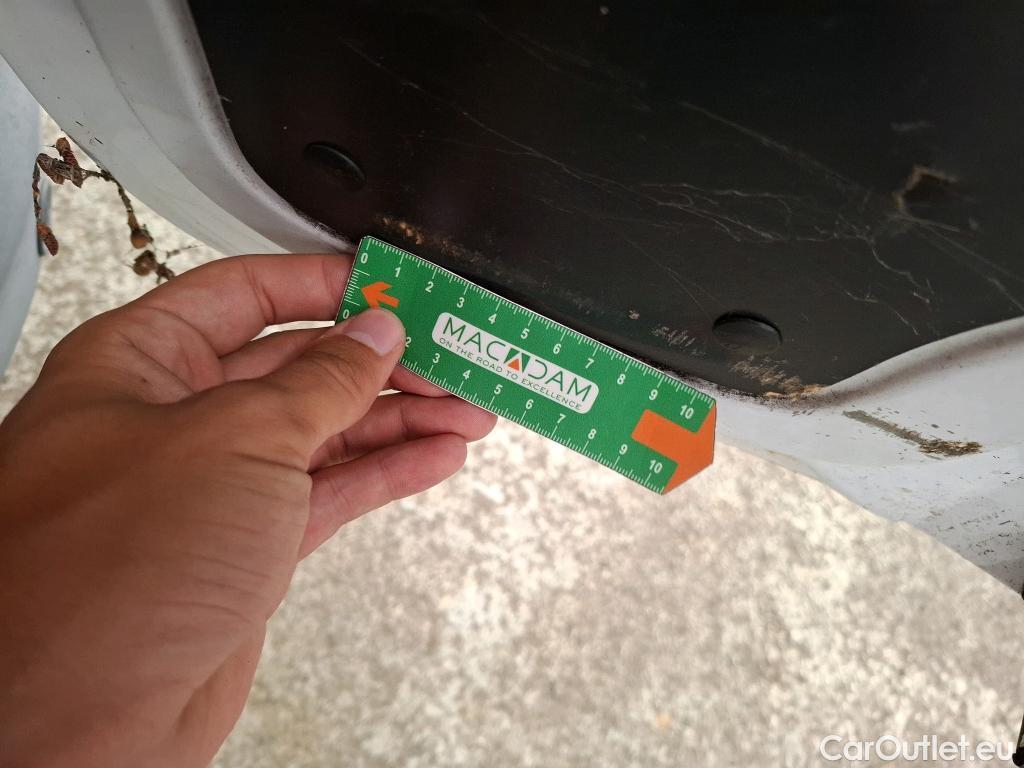 0 1 2 3 4 5 6 7 8 9 10
MACADAM
ON THE ROAD TO EXCELLENCE
0 2 3 4 5 6 7 8 9 10
CarOutlet.eu